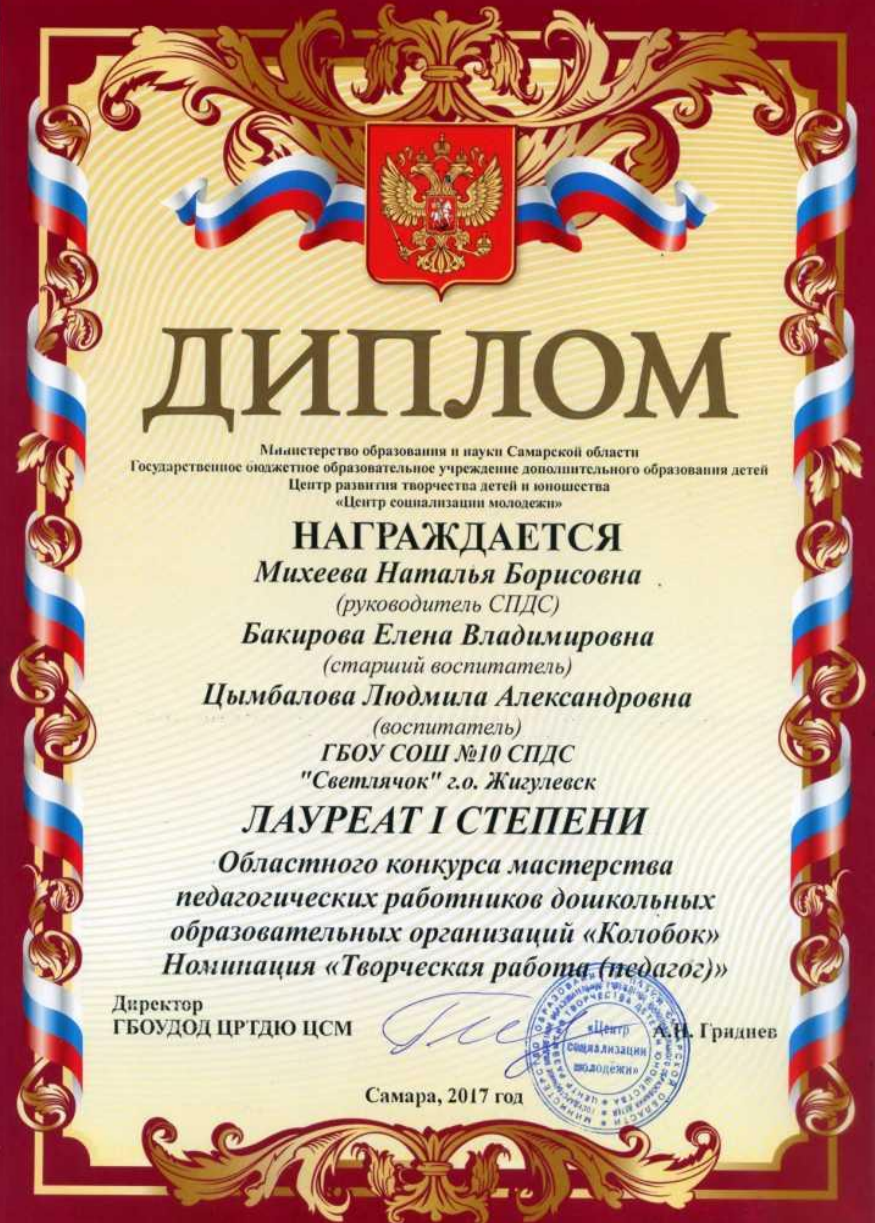 ДИПЛОМ
Министерство образования и науки Самарской области
Государственное бюджетное образовательное учреждение дополнительного образования детей
Центр развития творчества детей и юношества
«Центр социализации молодежи»
НАГРАЖДАЕТСЯ
Михеева Наталья Борисовна
(руководитель СПДС)
Бакирова Елена Владимировна
(старший воспитатель)
Цымбалова Людмила Александровна
(воспитатель)
ГБОУ СОШ №10 СПДС
"Светлячок" г.о. Жигулевск
ЛАУРЕАТ I СТЕПЕНИ
Областного конкурса мастерства
педагогических работников дошкольных
образовательных организаций «Колобок»
Номинация «Творческая работа (педагог)»
Директор
ГБОУДОД ЦРТДЮ ЦСМ
А.Н. Гриднев
«Центр
социализации
молодежи»
Самара, 2017 год